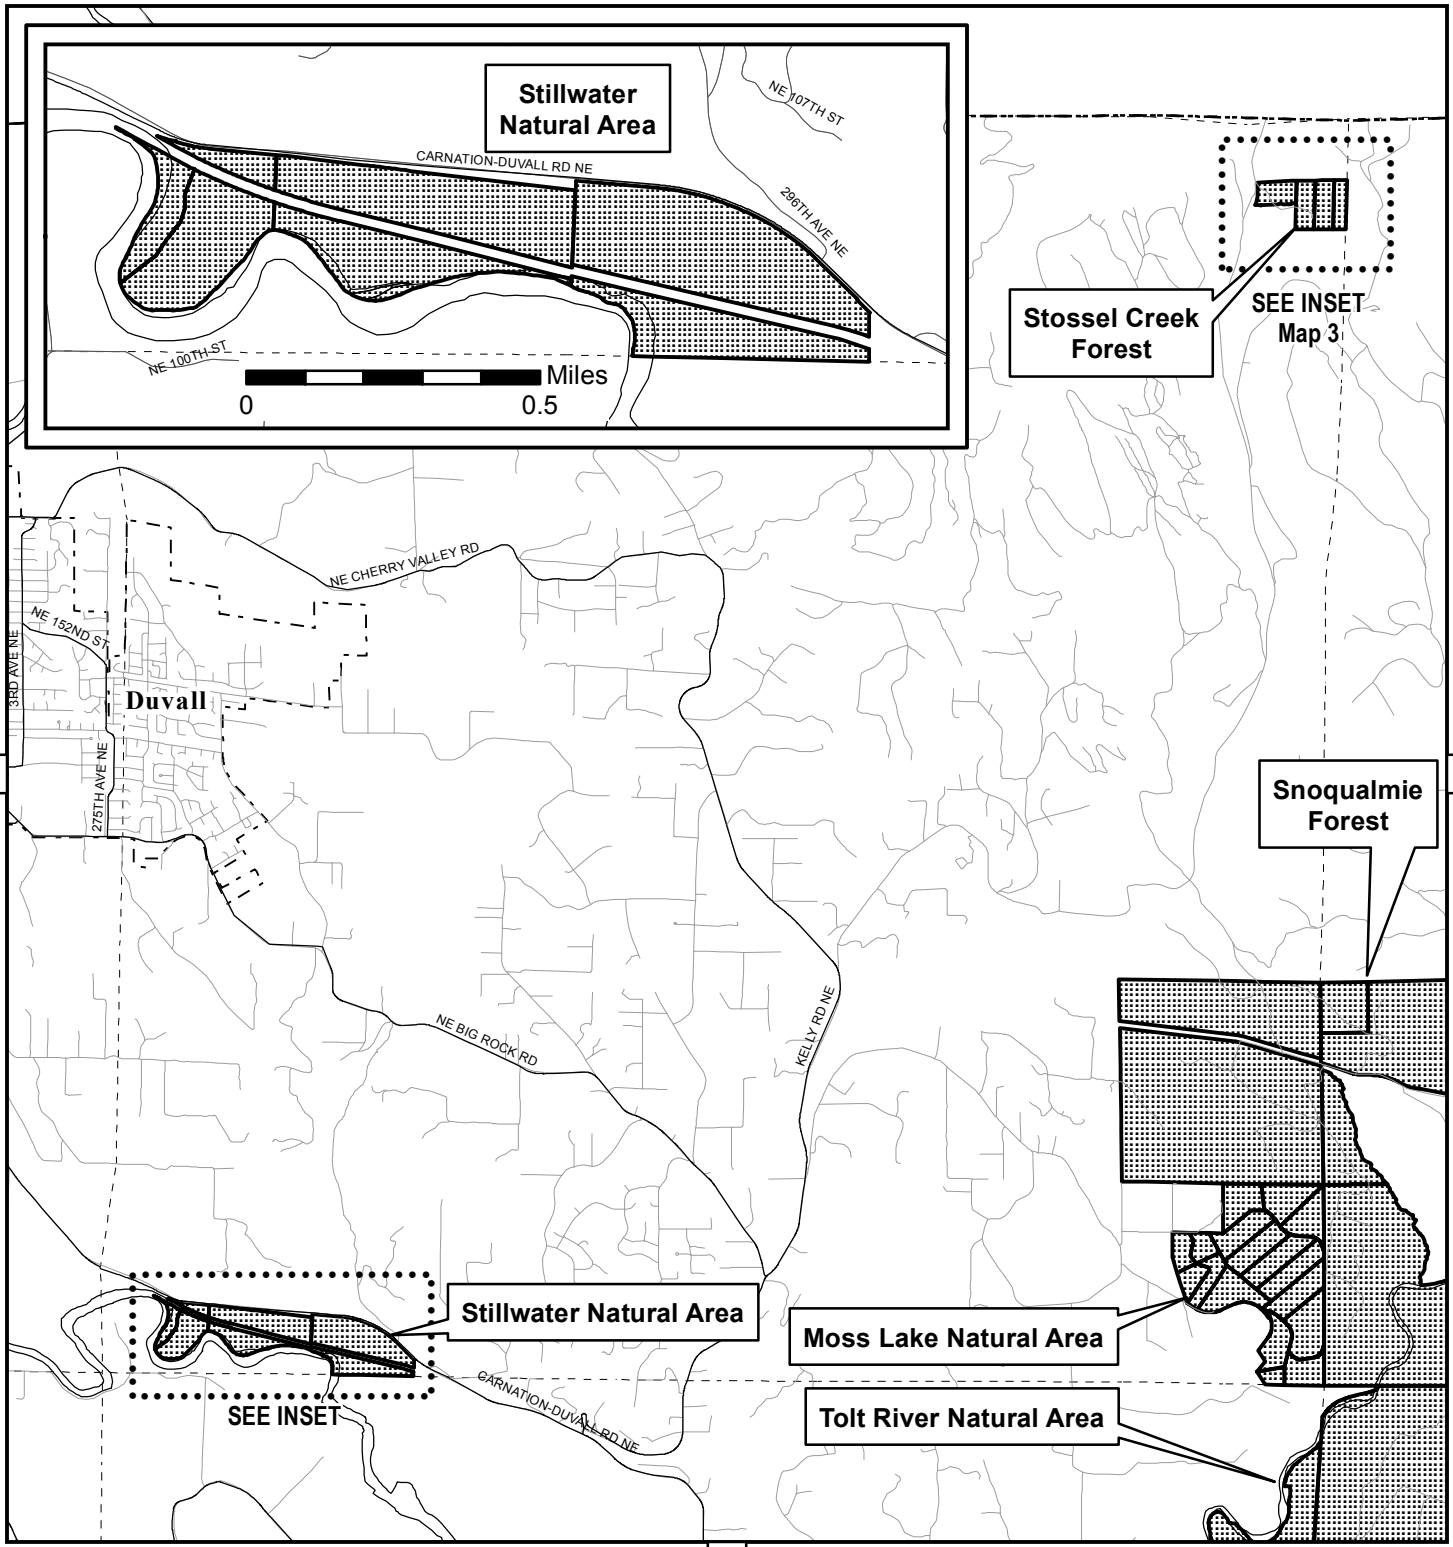 Stillwater
Natural Area
NE 107TH ST
CARNATION-DUVALL RD NE
296TH AVE NE
NE 100TH ST
Miles
0
0.5
Stossel Creek
Forest
SEE INSET
Map 3
NE CHERRY VALLEY RD
NE 152ND ST
3RD AVE NE
Duvall
275TH AVE NE
Snoqualmie
Forest
NE BIG ROCK RD
KELLY RD NE
Stillwater Natural Area
Moss Lake Natural Area
CARNATION-DUVALL RD NE
Tolt River Natural Area
SEE INSET